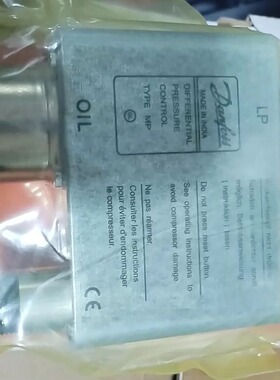 LP
Danfoss
MADE IN INDIA
DIFFERENTIAL
PRESSURE
CONTROL
TYPE MP
OIL
Do not press reset button.
See operating instructions to
avoid compressor damage
Ne pas réarmer
Consulter les instructions
pour éviter d'endommager
le compresseur.
CE